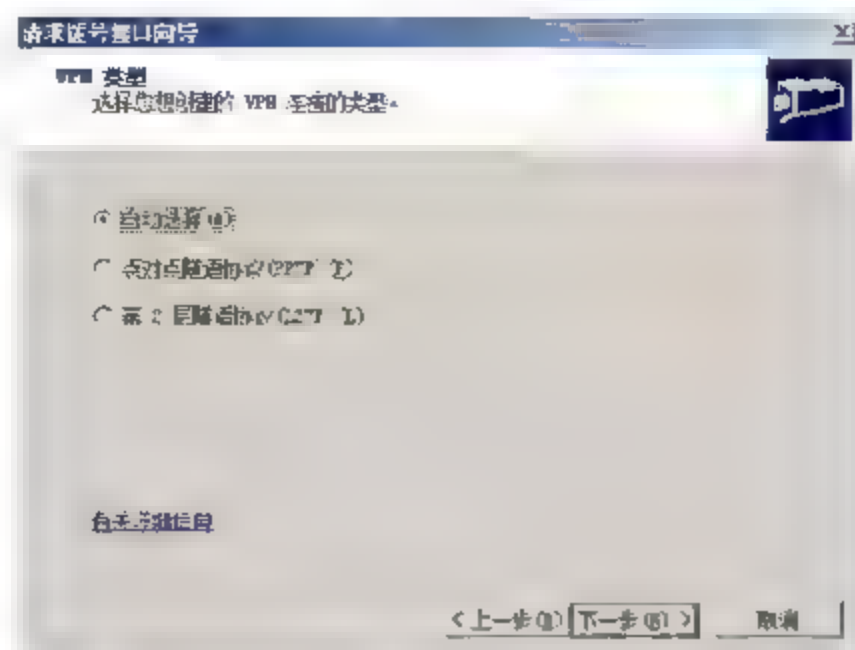 请求拨号接口向导
VPN 类型
选择您想创建的 VPN 连接的类型。
自动选择(A)
点对点隧道协议(PPTP)(P)
第 2 层隧道协议(L2TP)(L)
有关详细信息
<上一步(B)
下一步(N) >
取消